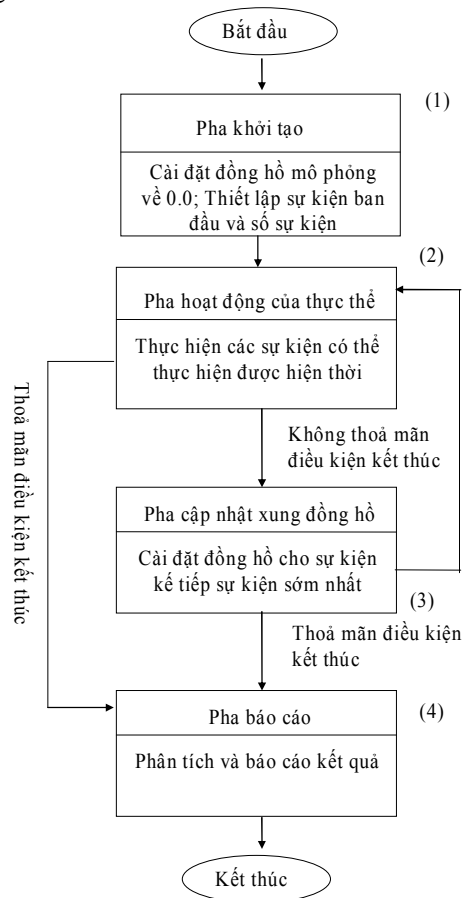 Bắt đầu
(1)
Pha khởi tạo
Cài đặt đồng hồ mô phỏng
về 0.0; Thiết lập sự kiện ban
đầu và số sự kiện
(2)
Pha hoạt động của thực thể
Thực hiện các sự kiện có thể
thực hiện được hiện thời
Thoả mãn điều kiện kết thúc
Không thoả mãn
điều kiện kết thúc
Pha cập nhật xung đồng hồ
Cài đặt đồng hồ cho sự kiện
kế tiếp sự kiện sớm nhất
(3)
Thoả mãn điều kiện
kết thúc
(4)
Pha báo cáo
Phân tích và báo cáo kết quả
Kết thúc